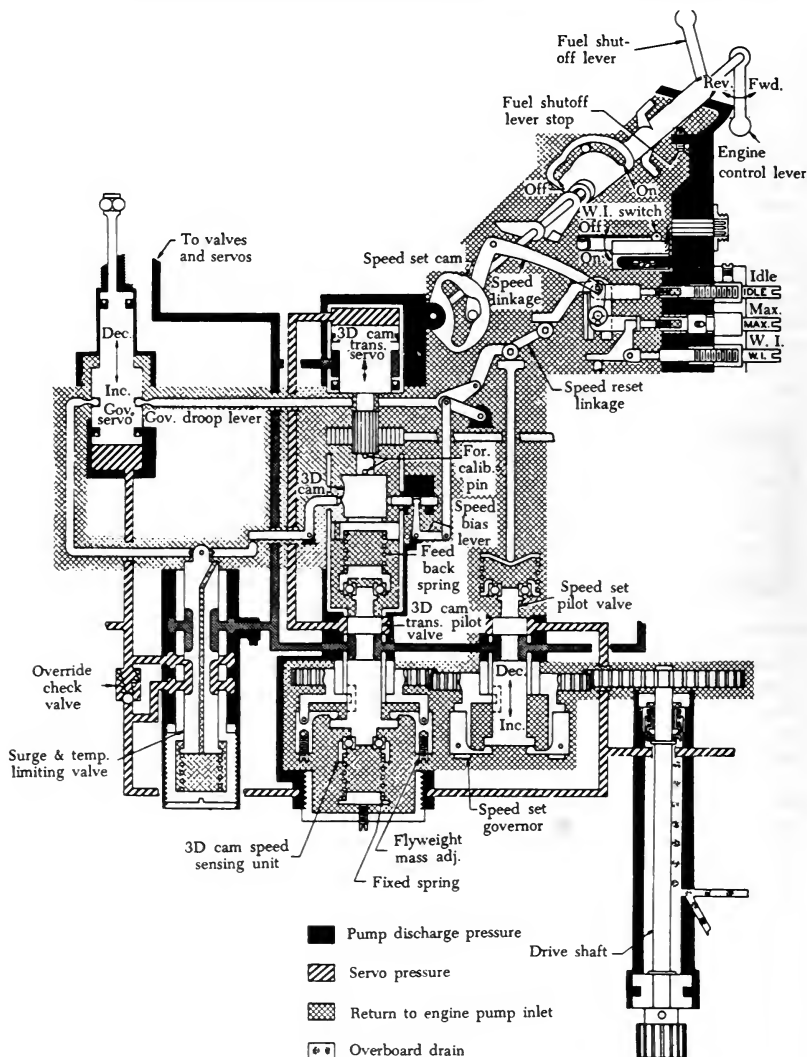 Fuel shut-
off lever
Rev.
Fwd.
Fuel shutoff
lever stop
Engine
control lever
Off
On
W.I. switch
Off
On
To valves
and servos
Speed set cam
Speed
linkage
Idle
IDLE
Max.
MAX.
W. I.
W.I.
Dec.
3D cam
trans.
servo
Inc.
Gov.
servo
Gov. droop lever
Speed reset
linkage
For.
calib.
pin
3D
cam
Speed
bias
lever
Feed
back
spring
Speed set
pilot valve
3D cam
trans. pilot
valve
Override
check
valve
Dec.
Inc.
Surge & temp.
limiting valve
Speed set
governor
3D cam speed
sensing unit
Flyweight
mass adj.
Fixed spring
Drive shaft
Pump discharge pressure
Servo pressure
Return to engine pump inlet
Overboard drain